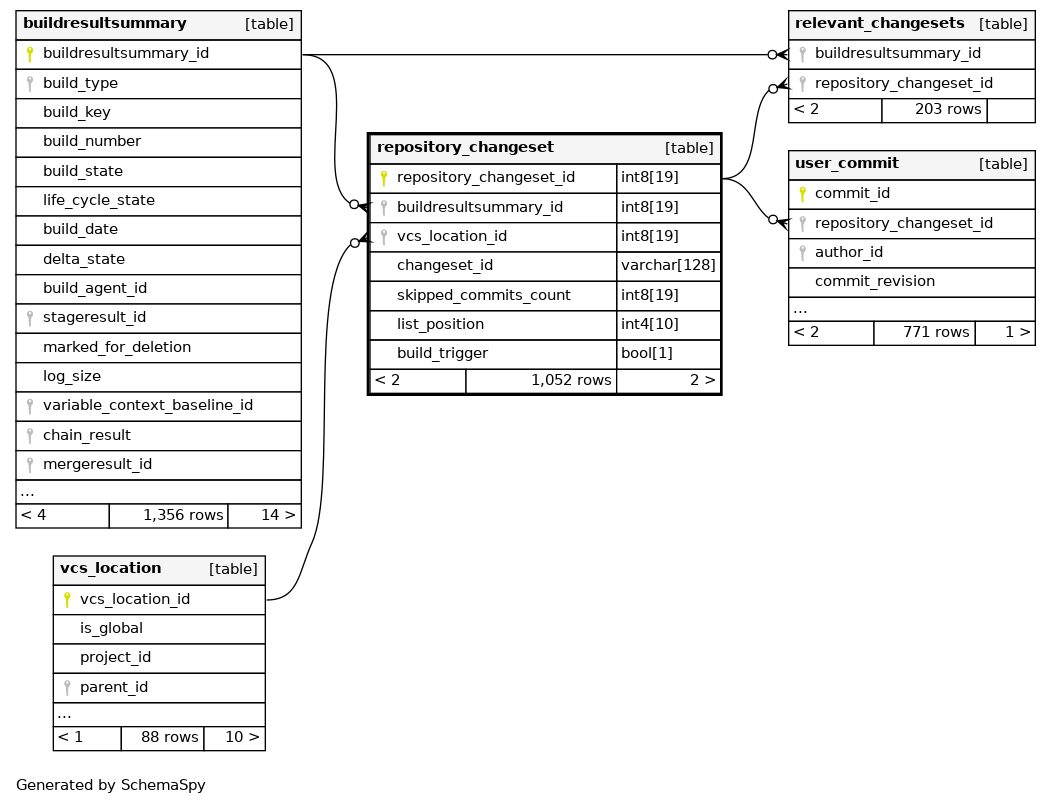 buildresultsummary [table]
buildresultsummary_id
build_type
build_key
build_number
build_state
life_cycle_state
build_date
delta_state
build_agent_id
stageresult_id
marked_for_deletion
log_size
variable_context_baseline_id
chain_result
mergeresult_id
...
< 4 1,356 rows 14 >
vcs_location [table]
vcs_location_id
is_global
project_id
parent_id
...
< 1 88 rows 10 >
repository_changeset [table]
repository_changeset_id int8[19]
buildresultsummary_id int8[19]
vcs_location_id int8[19]
changeset_id varchar[128]
skipped_commits_count int8[19]
list_position int4[10]
build_trigger bool[1]
< 2 1,052 rows 2 >
relevant_changesets [table]
buildresultsummary_id
repository_changeset_id
< 2 203 rows
user_commit [table]
commit_id
repository_changeset_id
author_id
commit_revision
...
< 2 771 rows 1 >
Generated by SchemaSpy